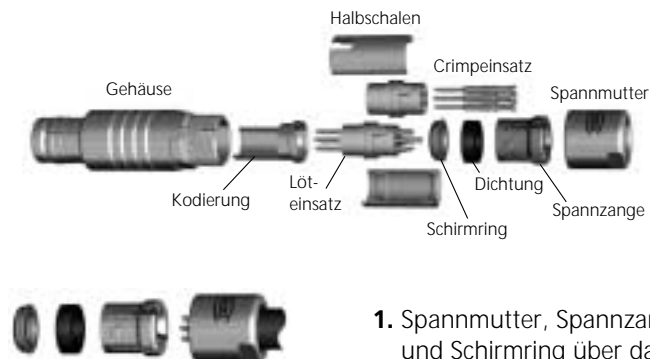 Halbschalen
Crimpeinsatz
Gehäuse
Spannmutter
Kodierung
Löt-
einsatz
Dichtung
Spannzange
Schirmring
1. Spannmutter, Spannzan
und Schirmring über da